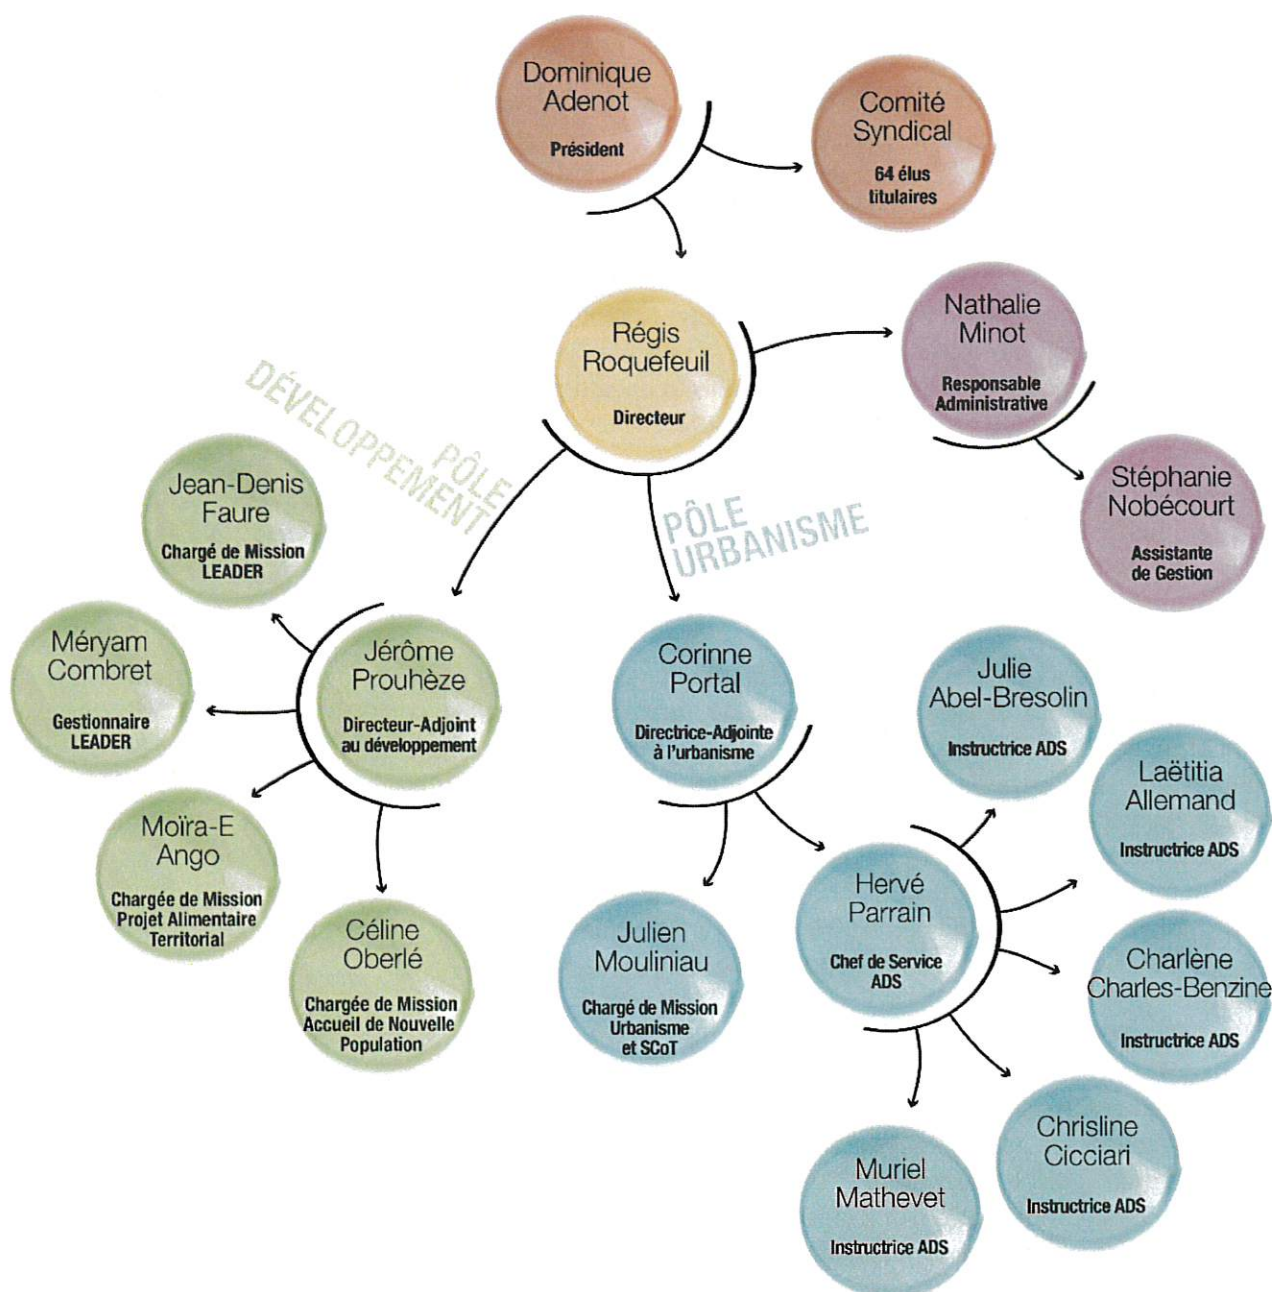 Dominique
Adenot
Président
Comité
Syndical
64 élus
titulaires
Régis
Roquefeuil
Directeur
Nathalie
Minot
Responsable
Administrative
Stéphanie
Nobécourt
Assistante
de Gestion
PÔLE
DÉVELOPPEMENT
PÔLE
URBANISME
Jean-Denis
Faure
Chargé de Mission
LEADER
Méryam
Combret
Gestionnaire
LEADER
Jérôme
Prouhèze
Directeur-Adjoint
au développement
Moïra-E
Ango
Chargée de Mission
Projet Alimentaire
Territorial
Céline
Oberlé
Chargée de Mission
Accueil de Nouvelle
Population
Corinne
Portal
Directrice-Adjointe
à l'urbanisme
Julien
Mouliniau
Chargé de Mission
Urbanisme
et SCoT
Hervé
Parrain
Chef de Service
ADS
Julie
Abel-Bresolin
Instructrice ADS
Laëtitia
Allemand
Instructrice ADS
Charlène
Charles-Benzine
Instructrice ADS
Chrisline
Cicciari
Instructrice ADS
Muriel
Mathevet
Instructrice ADS